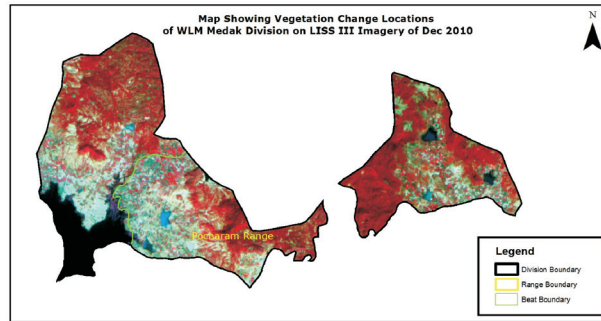 Map Showing Vegetation Change Locations
of WLM Medak Division on LISS III Imagery of Dec 2010
N
Pocharam Range
Legend
Division Boundary
Range Boundary
Beat Boundary